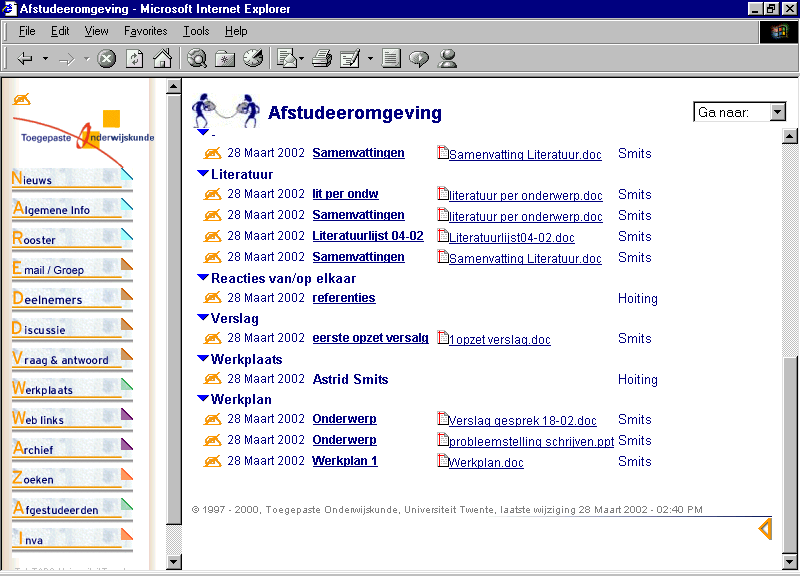 Afstudeeromgeving - Microsoft Internet Explorer
File Edit View Favorites Tools Help
Toegepaste Onderwijskunde
Nieuws
Algemene Info
Rooster
Email / Groep
Deelnemers
Discussie
Vraag & antwoord
Werkplaats
Web links
Archief
Zoeken
Afgestudeerden
Inva
Afstudeeromgeving
Ga naar:
-
28 Maart 2002 Samenvattingen Samenvatting Literatuur.doc Smits
Literatuur
28 Maart 2002 lit per ondw literatuur per onderwerp.doc Smits
28 Maart 2002 Samenvattingen literatuur per onderwerp.doc Smits
28 Maart 2002 Literatuurlijst 04-02 Literatuurlijst04-02.doc Smits
28 Maart 2002 Samenvattingen Samenvatting Literatuur.doc Smits
Reacties van/op elkaar
28 Maart 2002 referenties Hoiting
Verslag
28 Maart 2002 eerste opzet versalg 1opzet verslag.doc Smits
Werkplaats
28 Maart 2002 Astrid Smits Hoiting
Werkplan
28 Maart 2002 Onderwerp Verslag gesprek 18-02.doc Smits
28 Maart 2002 Onderwerp probleemstelling schrijven.ppt Smits
28 Maart 2002 Werkplan 1 Werkplan.doc Smits
© 1997 - 2000, Toegepaste Onderwijskunde, Universiteit Twente, laatste wijziging 28 Maart 2002 - 02:40 PM